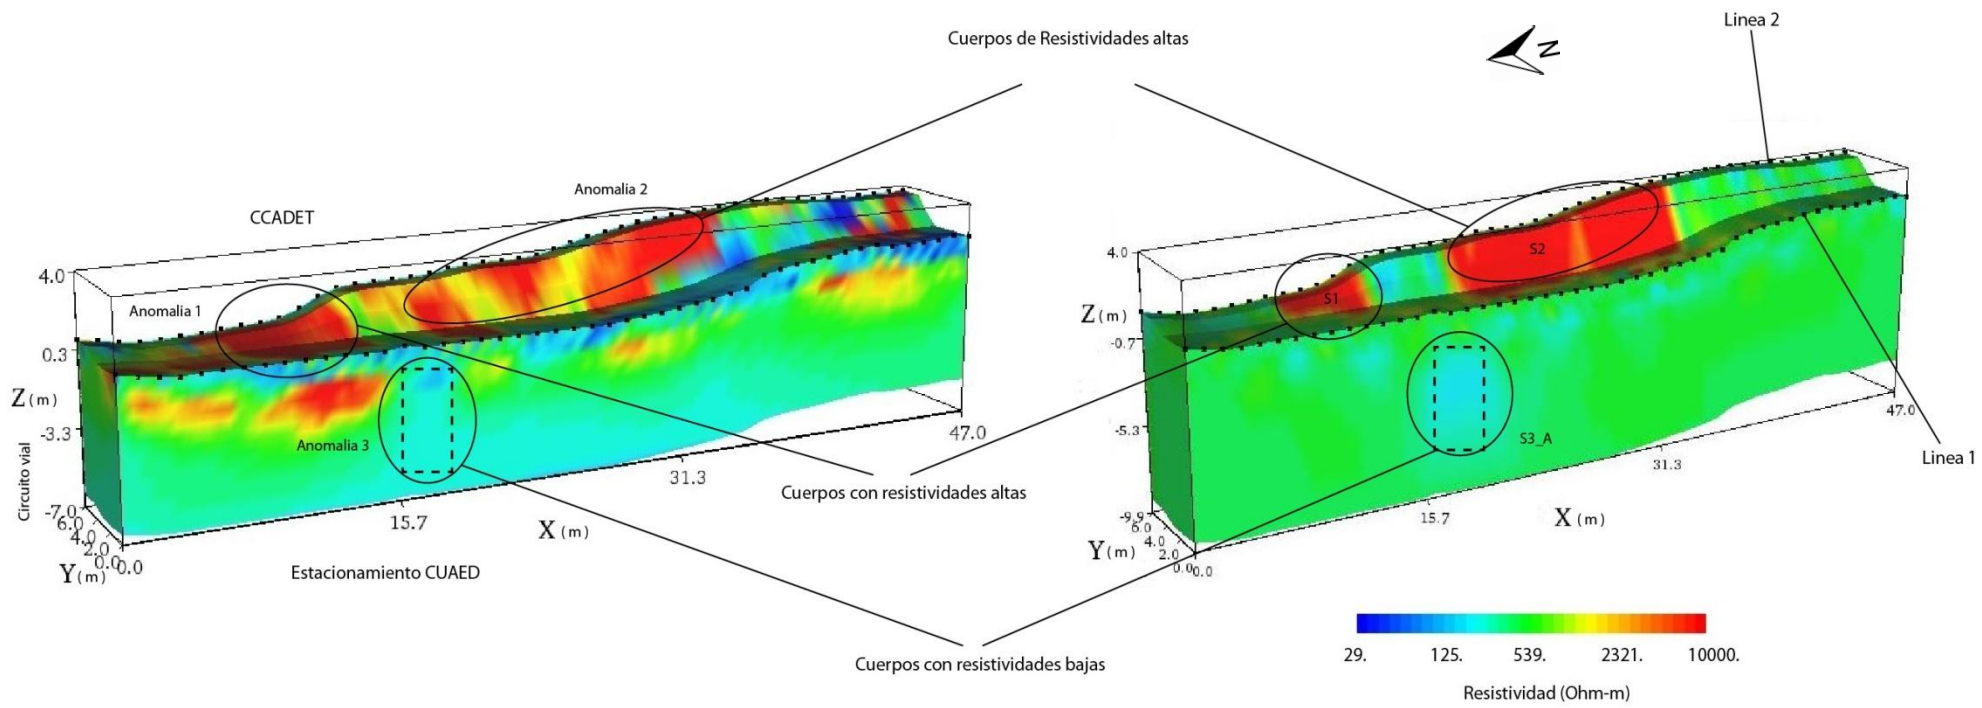 Linea 2
Cuerpos de Resistividades altas
N
Anomalia 2
CCADET
4.0
Anomalia 1
0.3
Z(m)
-3.3
Anomalia 3
Circuito vial
-7.0
6.0
4.0
2.0
0.0
0.0
Y(m)
15.7
31.3
47.0
X (m)
Estacionamiento CUAED
Cuerpos con resistividades altas
Cuerpos con resistividades bajas
4.0
S2
S1
Z(m)
-0.7
-5.3
S3_A
-9.9
6.0
4.0
2.0
0.0
0.0
Y(m)
15.7
31.3
47.0
X (m)
Linea 1
29. 125. 539. 2321. 10000.
Resistividad (Ohm-m)